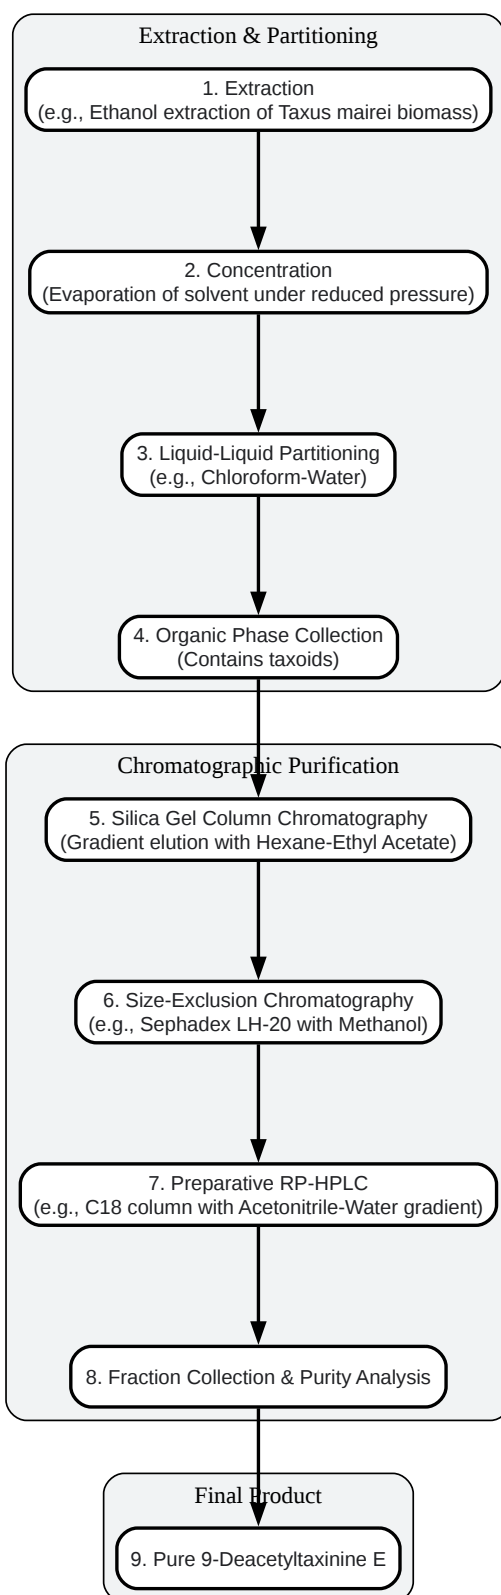 Extraction & Partitioning
1. Extraction
(e.g., Ethanol extraction of Taxus mairei biomass)
2. Concentration
(Evaporation of solvent under reduced pressure)
3. Liquid-Liquid Partitioning
(e.g., Chloroform-Water)
4. Organic Phase Collection
(Contains taxoids)
Chromatographic Purification
5. Silica Gel Column Chromatography
(Gradient elution with Hexane-Ethyl Acetate)
6. Size-Exclusion Chromatography
(e.g., Sephadex LH-20 with Methanol)
7. Preparative RP-HPLC
(e.g., C18 column with Acetonitrile-Water gradient)
8. Fraction Collection & Purity Analysis
Final Product
9. Pure 9-Deacetyltaxinine E